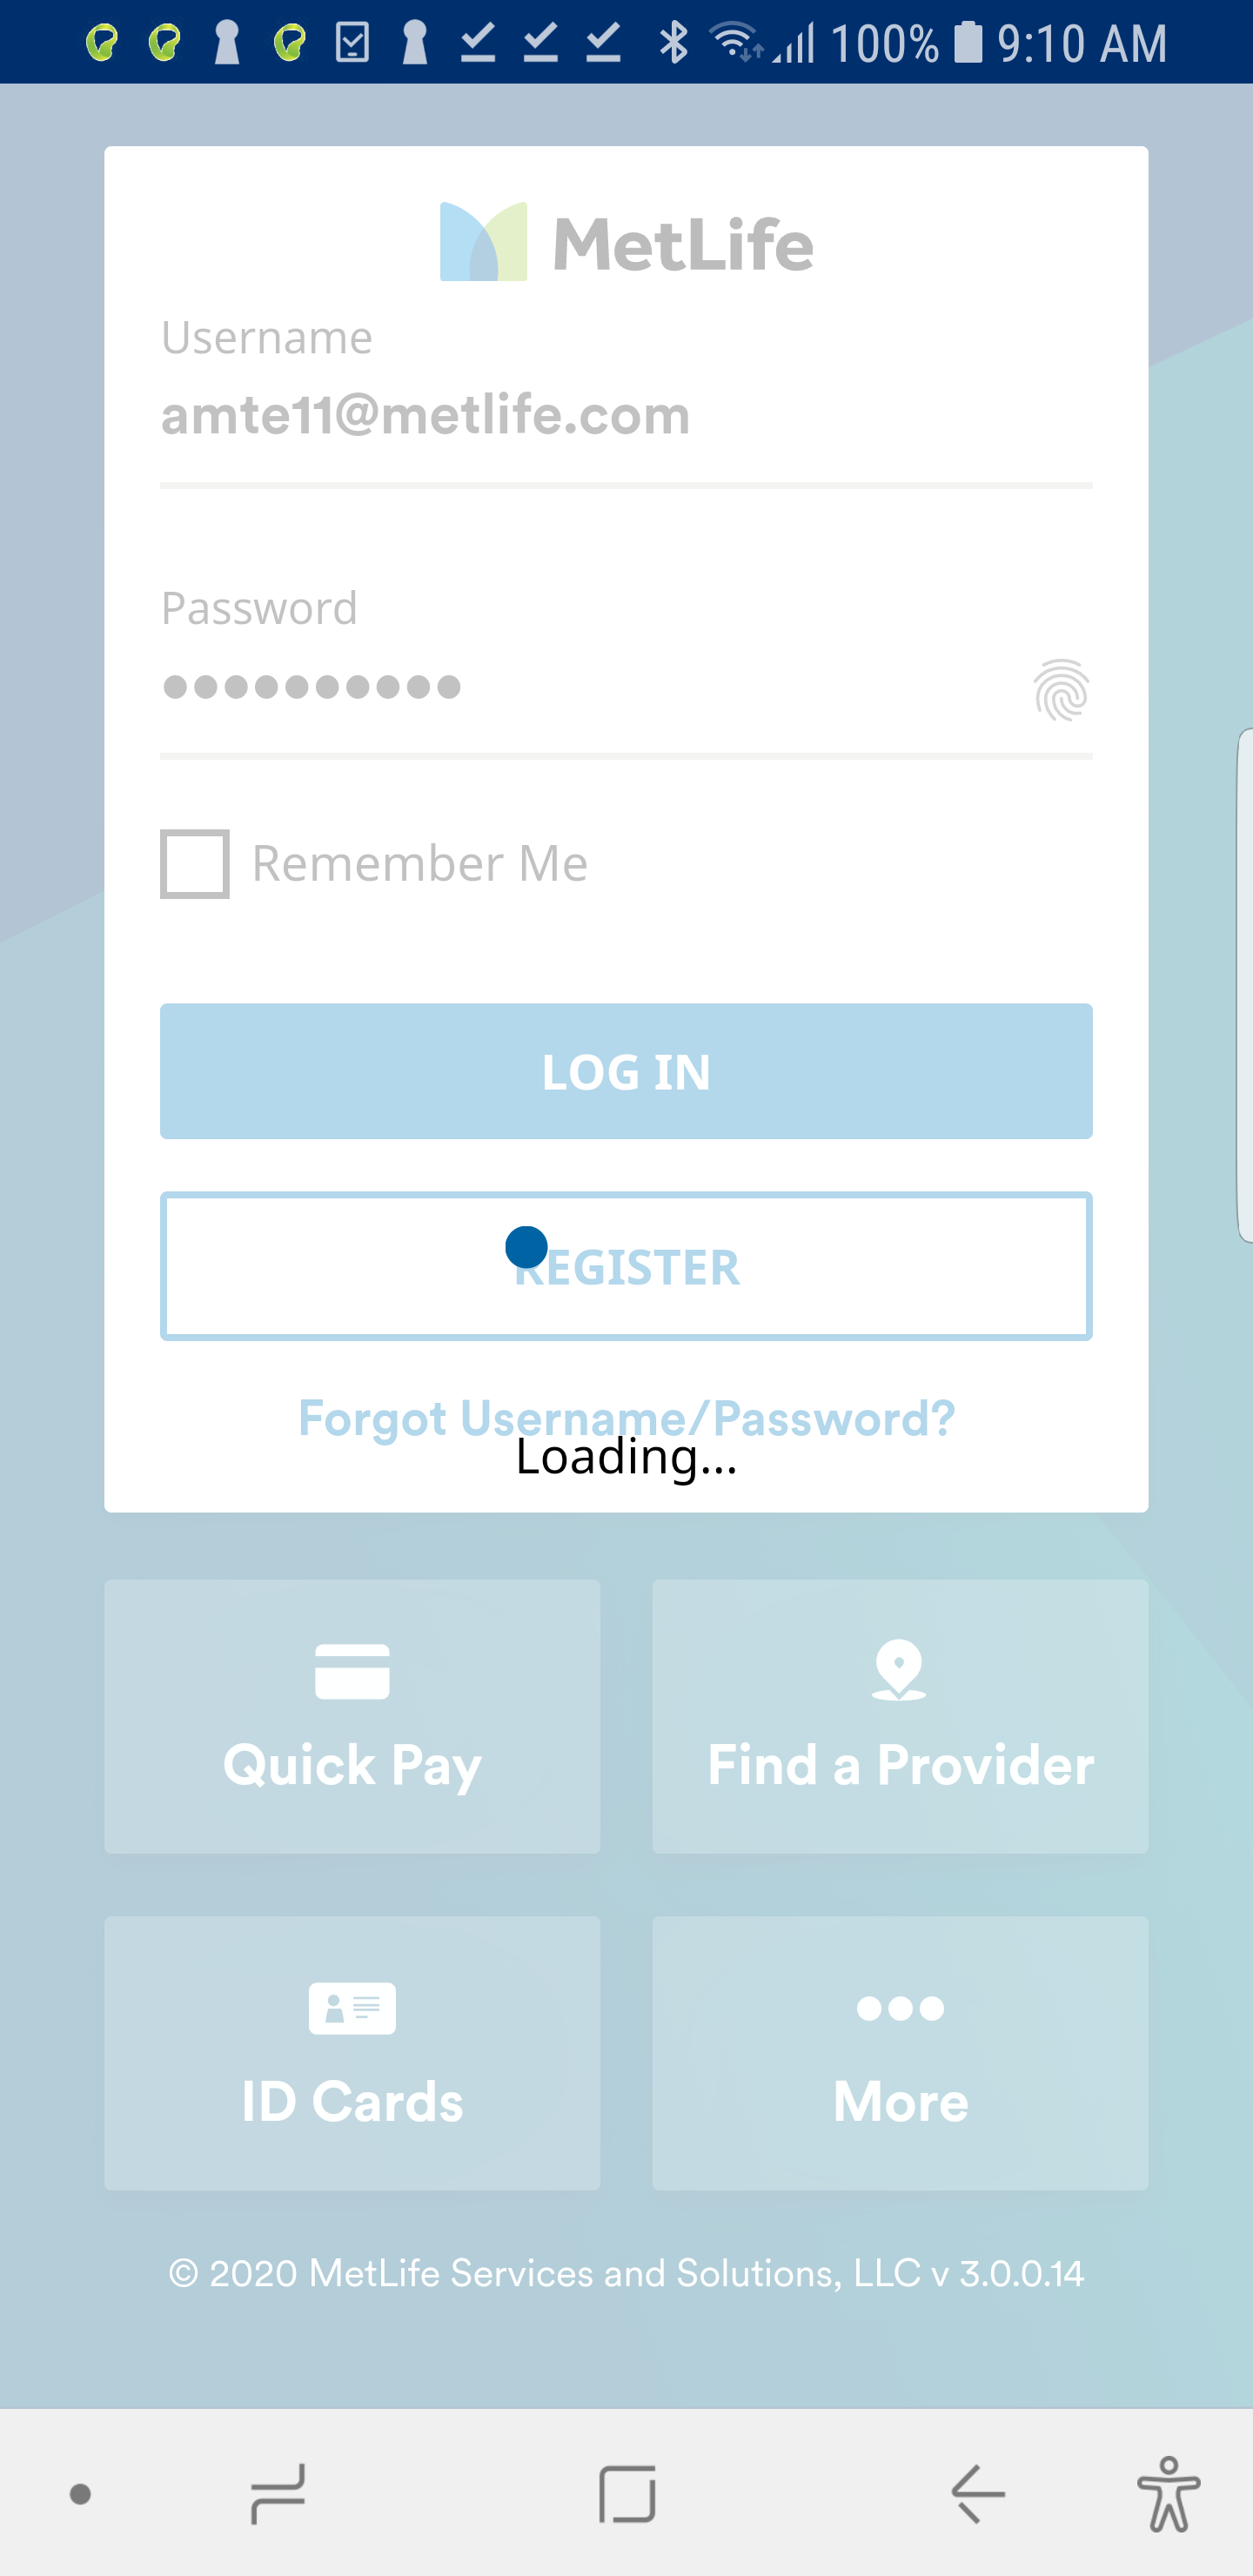 100% 9:10 AM
MetLife
Username
amte11@metlife.com
Password
Remember Me
LOG IN
REGISTER
Forgot Username/Password?
Loading...
Quick Pay
Find a Provider
ID Cards
More
© 2020 MetLife Services and Solutions, LLC v 3.0.0.14